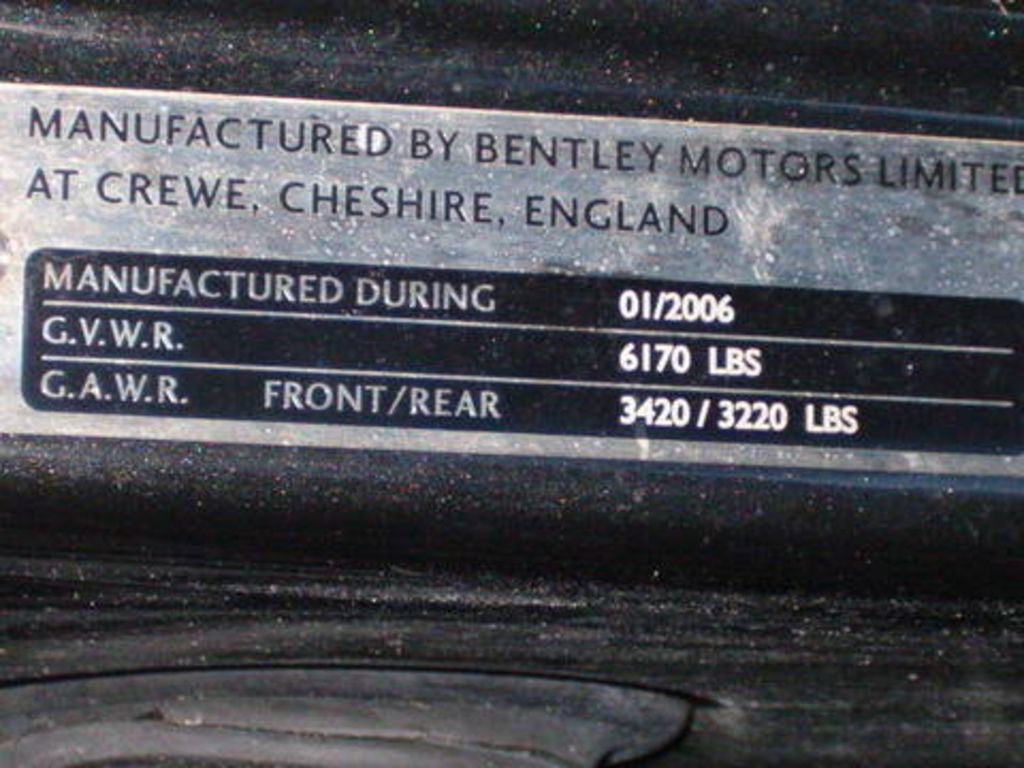 MANUFACTURED BY BENTLEY MOTORS LIMITED
AT CREWE, CHESHIRE, ENGLAND
MANUFACTURED DURING 01/2006
G.V.W.R. 6170 LBS
G.A.W.R. FRONT/REAR 3420 / 3220 LBS